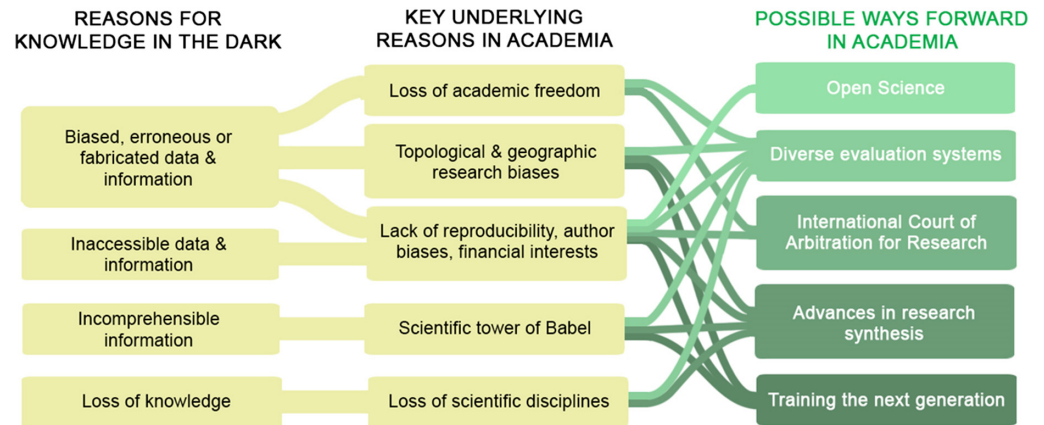 REASONS FOR
KNOWLEDGE IN THE DARK
KEY UNDERLYING
REASONS IN ACADEMIA
POSSIBLE WAYS FORWARD
IN ACADEMIA
Biased, erroneous or
fabricated data &
information
Inaccessible data &
information
Incomprehensible
information
Loss of knowledge
Loss of academic freedom
Topological & geographic
research biases
Lack of reproducibility, author
biases, financial interests
Scientific tower of Babel
Loss of scientific disciplines
Open Science
Diverse evaluation systems
International Court of
Arbitration for Research
Advances in research
synthesis
Training the next generation